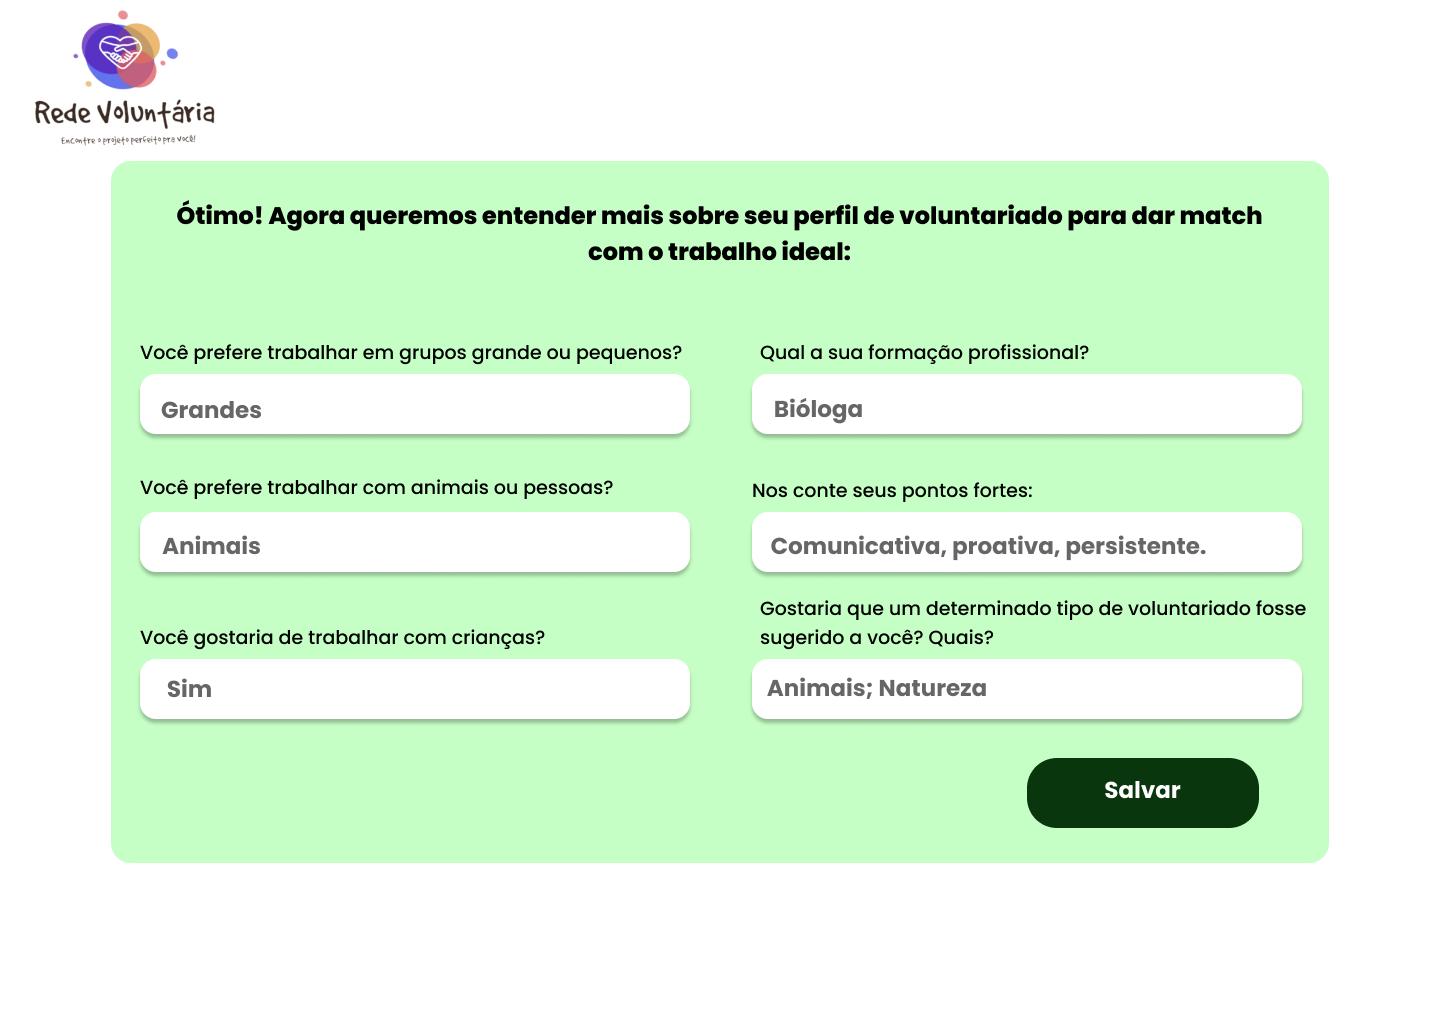 Rede Voluntária
Encontre o projeto perfeito pra você!
Ótimo! Agora queremos entender mais sobre seu perfil de voluntariado para dar match
com o trabalho ideal:
Você prefere trabalhar em grupos grande ou pequenos?
Grandes
Você prefere trabalhar com animais ou pessoas?
Animais
Você gostaria de trabalhar com crianças?
Sim
Qual a sua formação profissional?
Bióloga
Nos conte seus pontos fortes:
Comunicativa, proativa, persistente.
Gostaria que um determinado tipo de voluntariado fosse
sugerido a você? Quais?
Animais; Natureza
Salvar